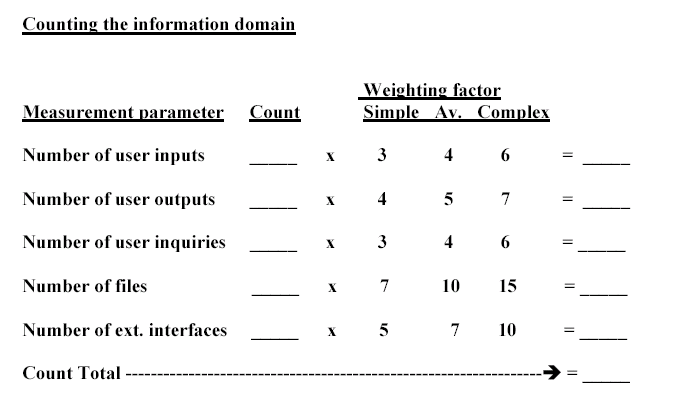 Counting the information domain
Weighting factor
Measurement parameter Count Simple Av. Complex
Number of user inputs _____ x 3 4 6 = _____
Number of user outputs _____ x 4 5 7 = _____
Number of user inquiries _____ x 3 4 6 = _____
Number of files _____ x 7 10 15 = _____
Number of ext. interfaces _____ x 5 7 10 = _____
Count Total ------------------------------------------------------------------→ = _____